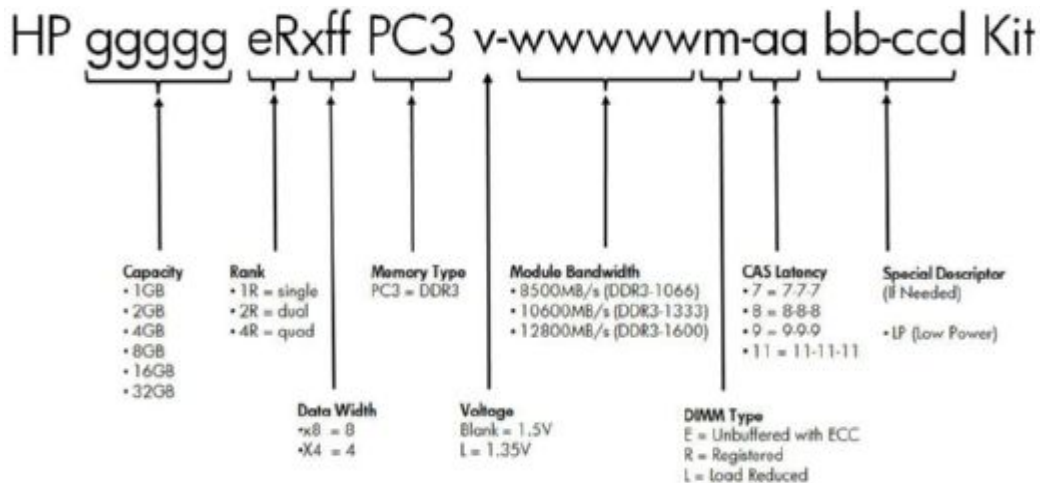 HP ggggg eRxff PC3 v-wwwwwm-aa bb-ccd Kit
Capacity
• 1GB
• 2GB
• 4GB
• 8GB
• 16GB
• 32GB
Rank
• 1R = single
• 2R = dual
• 4R = quad
Memory Type
PC3 = DDR3
Module Bandwidth
• 8500MB/s (DDR3-1066)
• 10600MB/s (DDR3-1333)
• 12800MB/s (DDR3-1600)
CAS Latency
• 7 = 7-7-7
• 8 = 8-8-8
• 9 = 9-9-9
• 11 = 11-11-11
Special Descriptor
(If Needed)
• LP (Low Power)
Data Width
•x8 = 8
•X4 = 4
Voltage
Blank = 1.5V
L = 1.35V
DIMM Type
E = Unbuffered with ECC
R = Registered
L = Load Reduced